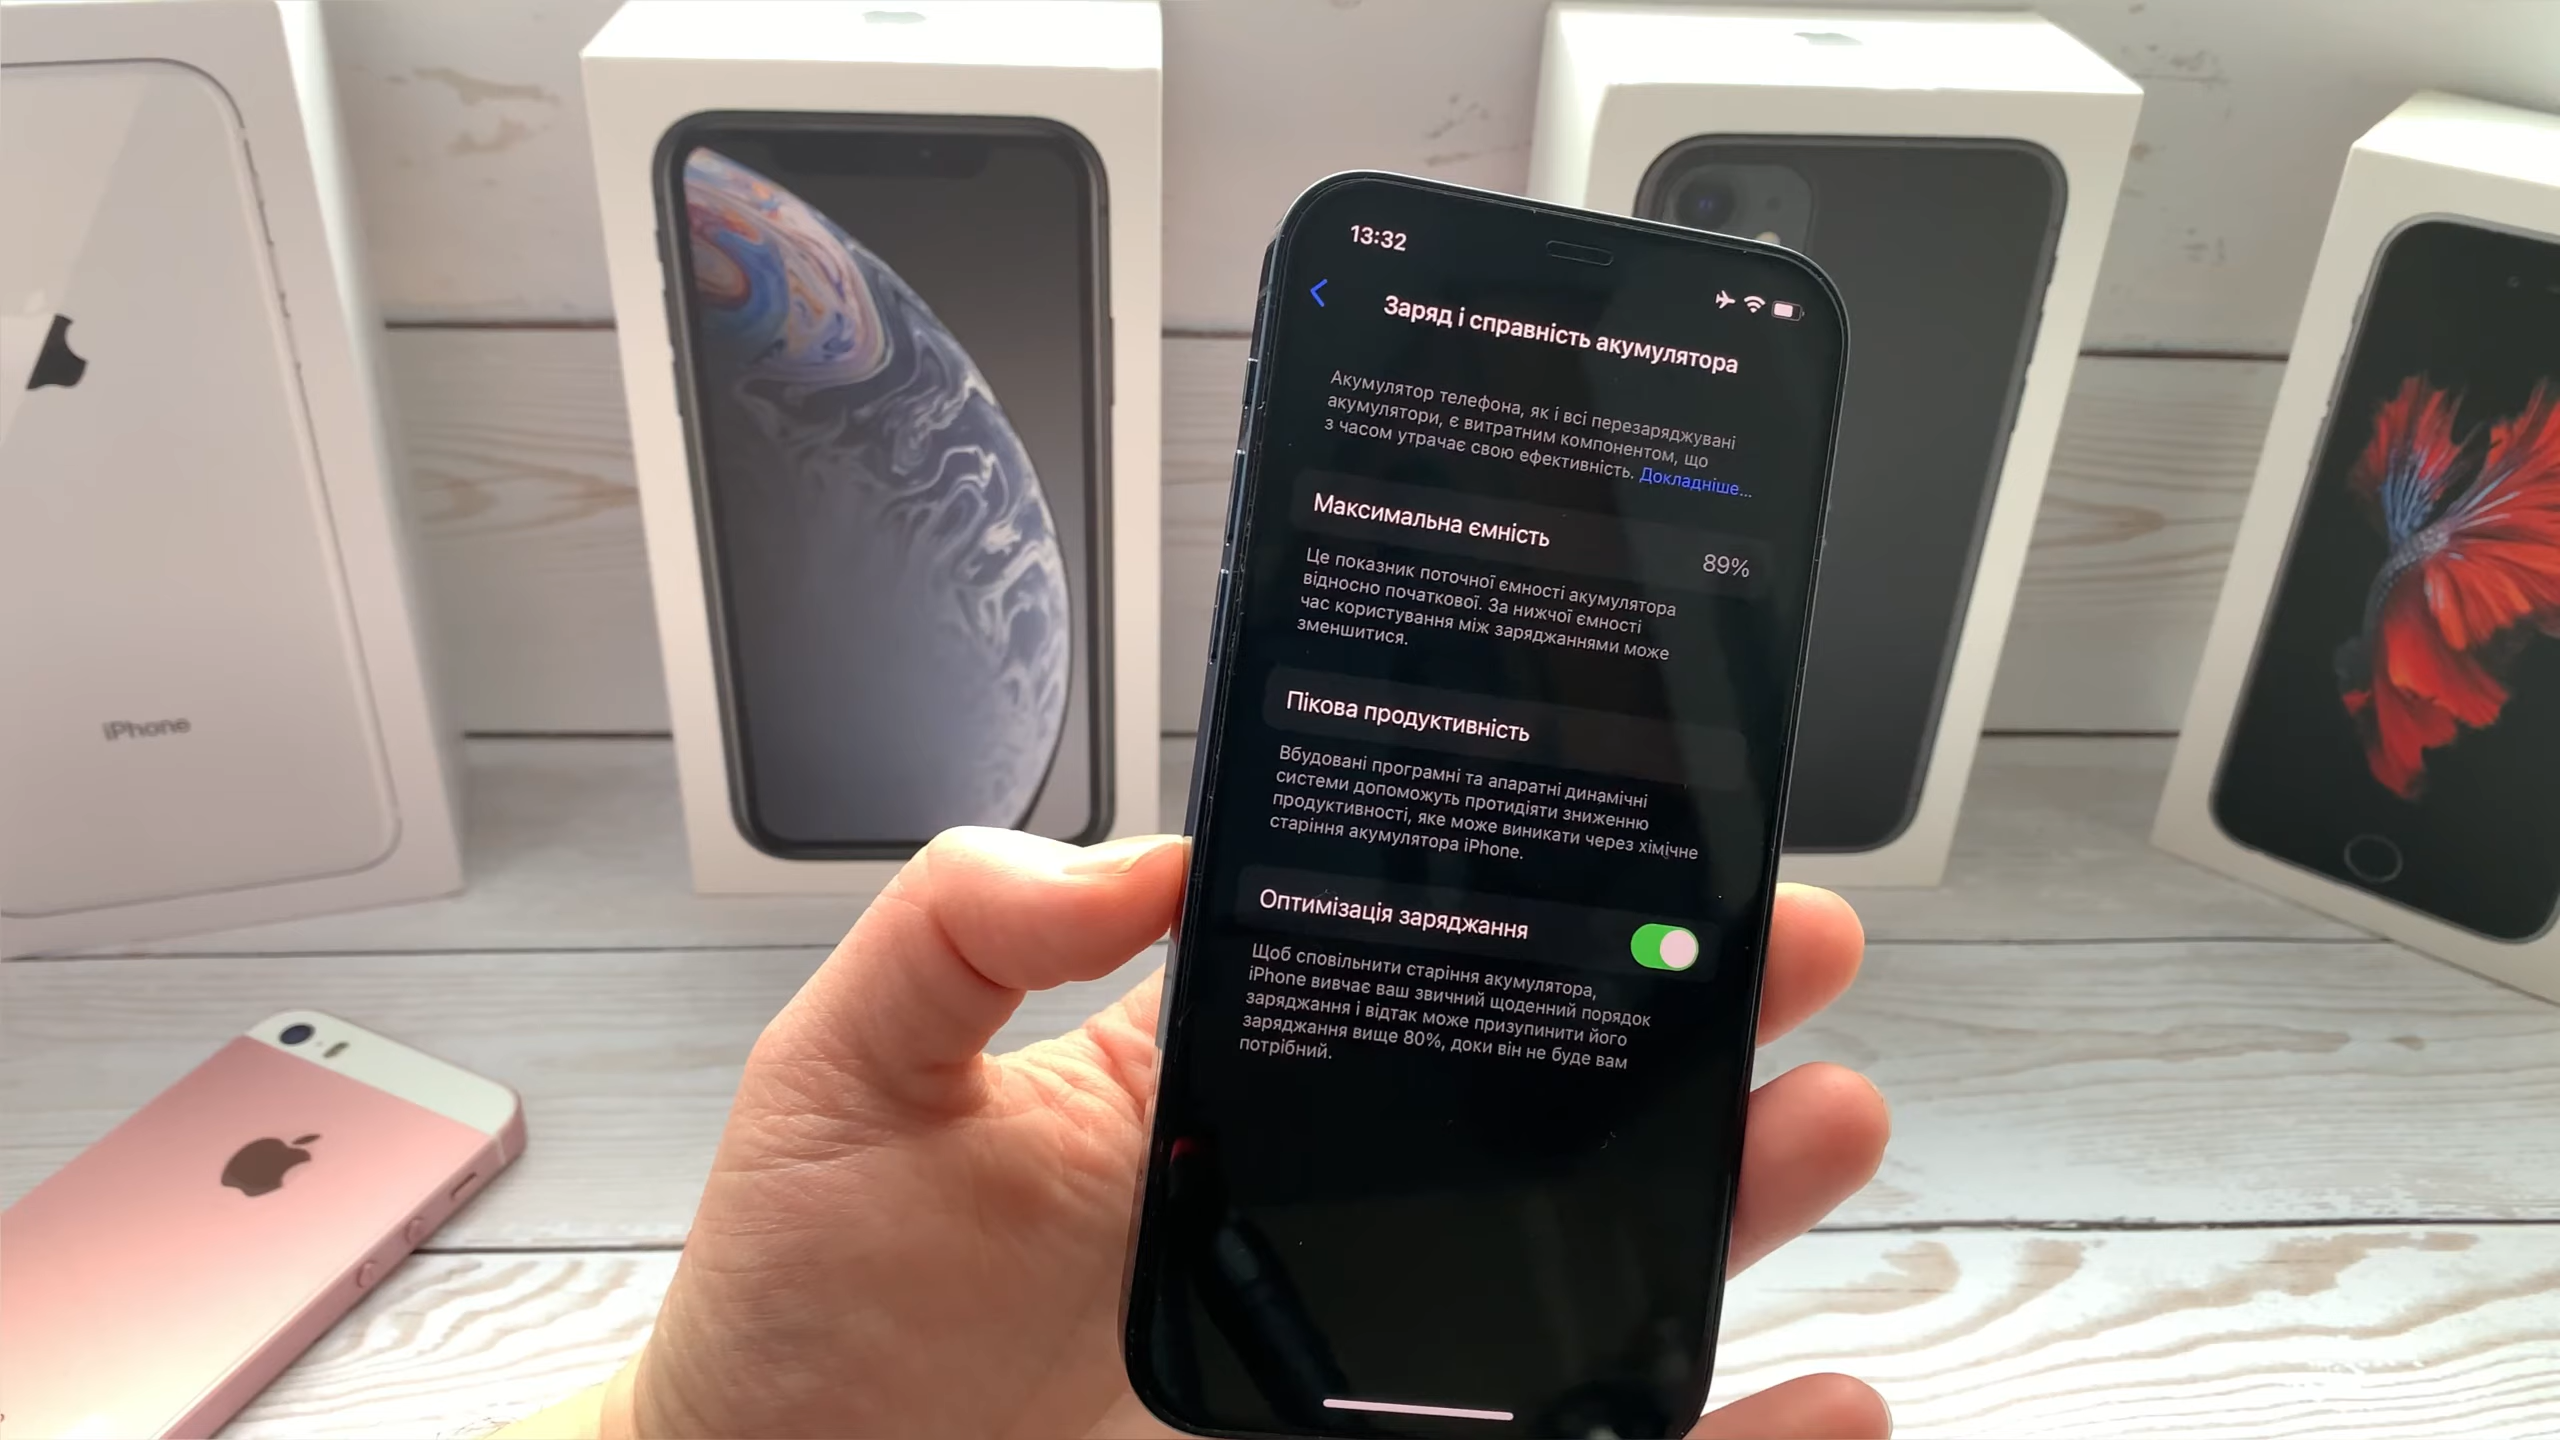 13:32
Заряд і справність акумулятора
Акумулятор телефона, як і всі перезаряджувані
акумулятори, є витратним компонентом, що
з часом утрачає свою ефективність. Докладніше...
Максимальна ємність
89%
Це показник поточної ємності акумулятора
відносно початкової. За нижчої ємності
час користування між заряджаннями може
зменшитися.
Пікова продуктивність
Вбудовані програмні та апаратні динамічні
системи допоможуть протидіяти зниженню
продуктивності, яке може виникати через хімічне
старіння акумулятора iPhone.
Оптимізація заряджання
Щоб сповільнити старіння акумулятора,
iPhone вивчає ваш звичний щоденний порядок
заряджання і відтак може призупинити його
заряджання вище 80%, доки він не буде вам
потрібний.
iPhone